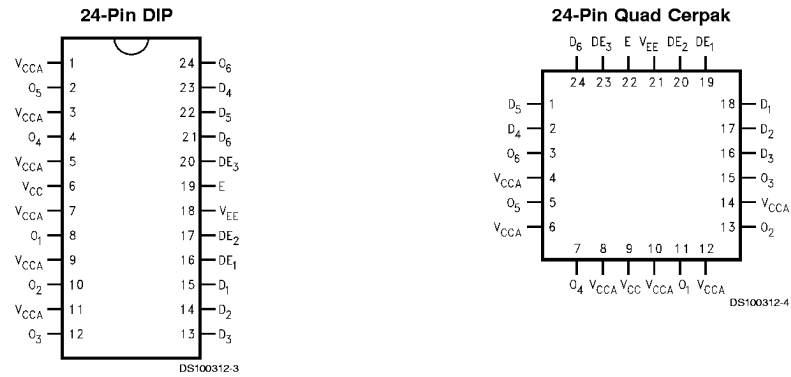 24-Pin DIP
V_CCA 1 24 O_6
O_5 2 23 D_4
V_CCA 3 22 D_5
O_4 4 21 D_6
V_CCA 5 20 DE_3
V_CC 6 19 E
V_CCA 7 18 V_EE
O_1 8 17 DE_2
V_CCA 9 16 DE_1
O_2 10 15 D_1
V_CCA 11 14 D_2
O_3 12 13 D_3
DS100312-3
24-Pin Quad Cerpak
D_6 DE_3 E V_EE DE_2 DE_1
24 23 22 21 20 19
D_5 1 18 D_1
D_4 2 17 D_2
O_6 3 16 D_3
V_CCA 4 15 O_3
O_5 5 14 V_CCA
V_CCA 6 13 O_2
7 8 9 10 11 12
O_4 V_CCA V_CC V_CCA O_1 V_CCA
DS100312-4